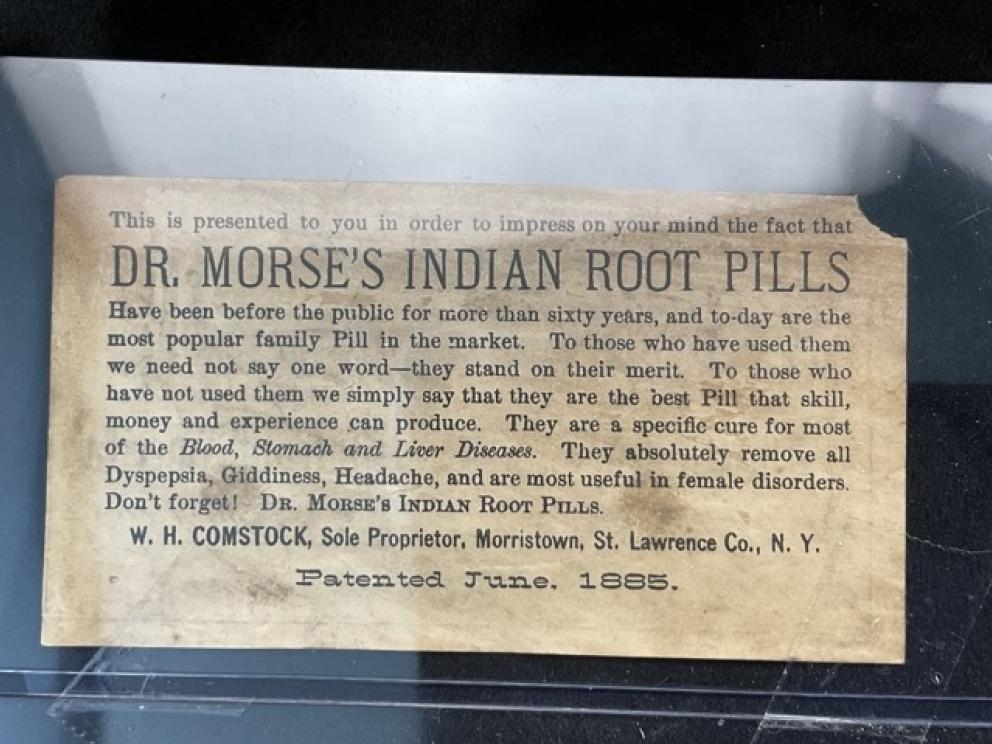 This is presented to you in order to impress on your mind the fact that
DR. MORSE'S INDIAN ROOT PILLS
Have been before the public for more than sixty years, and to-day are the
most popular family Pill in the market. To those who have used them
we need not say one word—they stand on their merit. To those who
have not used them we simply say that they are the best Pill that skill,
money and experience can produce. They are a specific cure for most
of the Blood, Stomach and Liver Diseases. They absolutely remove all
Dyspepsia, Giddiness, Headache, and are most useful in female disorders.
Don't forget! DR. MORSE'S INDIAN ROOT PILLS.
W. H. COMSTOCK, Sole Proprietor, Morristown, St. Lawrence Co., N. Y.
Patented June. 1885.